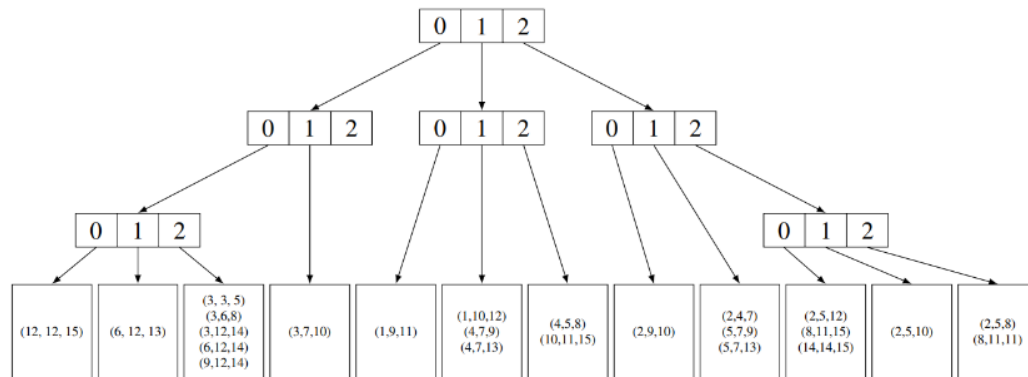 0 1 2
0 1 2
0 1 2
0 1 2
0 1 2
0 1 2
(12, 12, 15)
(6, 12, 13)
(3, 3, 5)
(3,6,8)
(3,12,14)
(6,12,14)
(9,12,14)
(3,7,10)
(1,9,11)
(1,10,12)
(4,7,9)
(4,7,13)
(4,5,8)
(10,11,15)
(2,9,10)
(2,4,7)
(5,7,9)
(5,7,13)
(2,5,12)
(8,11,15)
(14,14,15)
(2,5,10)
(2,5,8)
(8,11,11)